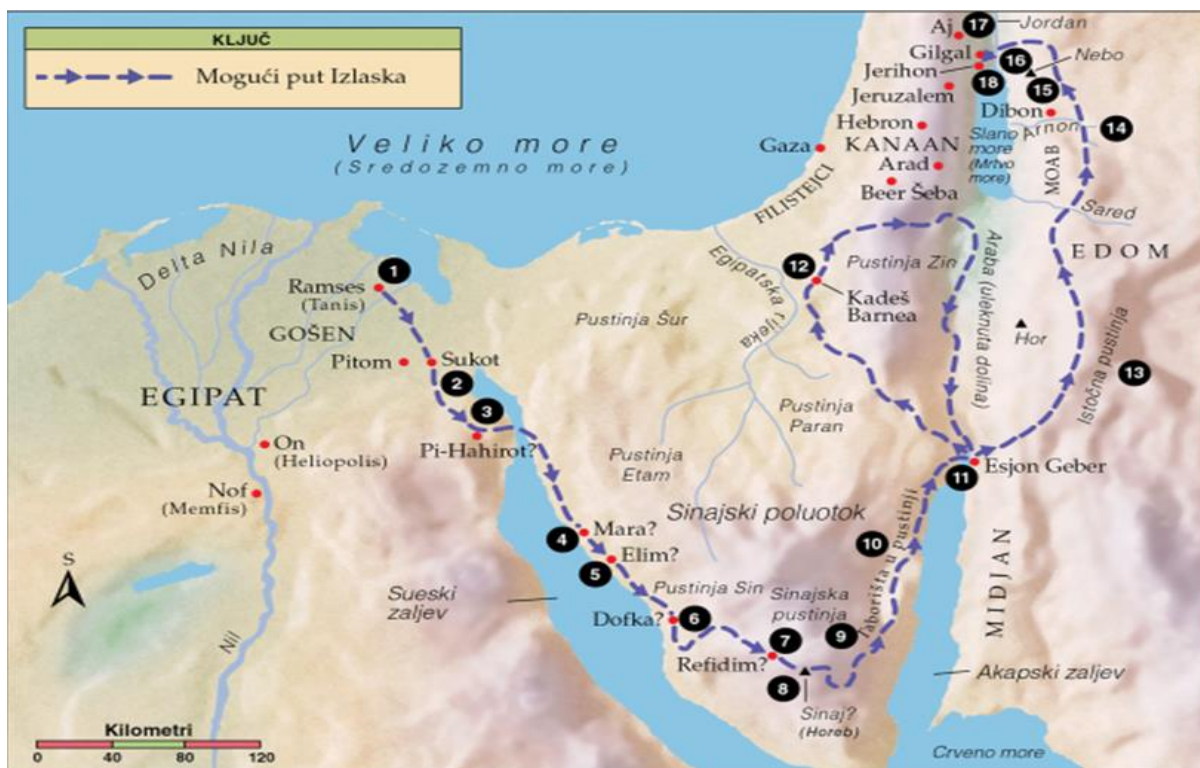 KLJUČ
Mogući put Izlaska
Veliko more
(Sredozemno more)
Aj
17
Jordan
Gilgal
16
Nebo
Jerihon
18
15
Jeruzalem
Dibon
Hebron
Arnon
14
Gaza
KANAAN
Slano
more
(Mrtvo
more)
MOAB
Arad
Beer Šeba
FILISTEJCI
Sared
EDOM
Delta Nila
1
Ramses
(Tanis)
GOŠEN
Pitom
Sukot
2
EGIPAT
3
Pi-Hahirot?
On
(Heliopolis)
Nof
(Memfis)
Nil
Pustinja Šur
Egipatska rijeka
12
Kadeš
Barnea
Pustinja Zin
Araba (uleknuta dolina)
Hor
Istočna pustinja
13
Pustinja
Paran
Pustinja
Etam
Esjon Geber
11
Sinajski poluotok
4
Mara?
5
Elim?
10
Taborišta u pustinji
MIDJAN
Sueski
zaljev
Pustinja Sin
Dofka?
6
Sinajska
pustinja
7
9
Refidim?
8
Sinaj?
(Horeb)
Akapski zaljev
Crveno more
S
Kilometri
0 40 80 120